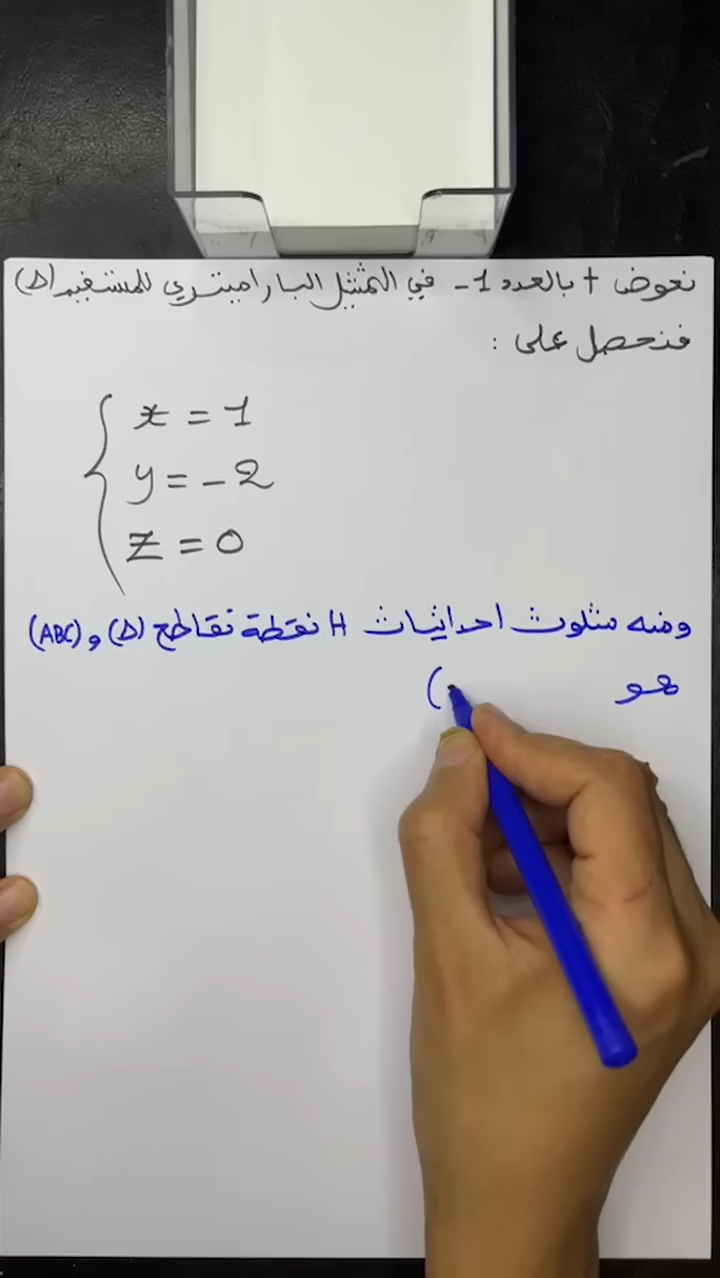 نعوض t بالعدد 1- في التمثيل البارامتري للمستقيم (Δ)
فنحصل على :
x = 1
y = -2
z = 0
ومنه مثلوث احداثيات H نقطة تقاطع (Δ) و (ABC)
هو (